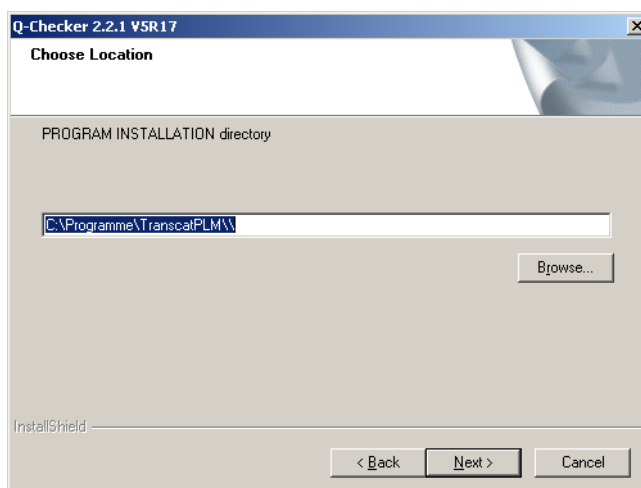 Q-Checker 2.2.1 V5R17
Choose Location
PROGRAM INSTALLATION directory
C:\Programme\TranscatPLM\\
Browse...
InstallShield
< Back Next > Cancel